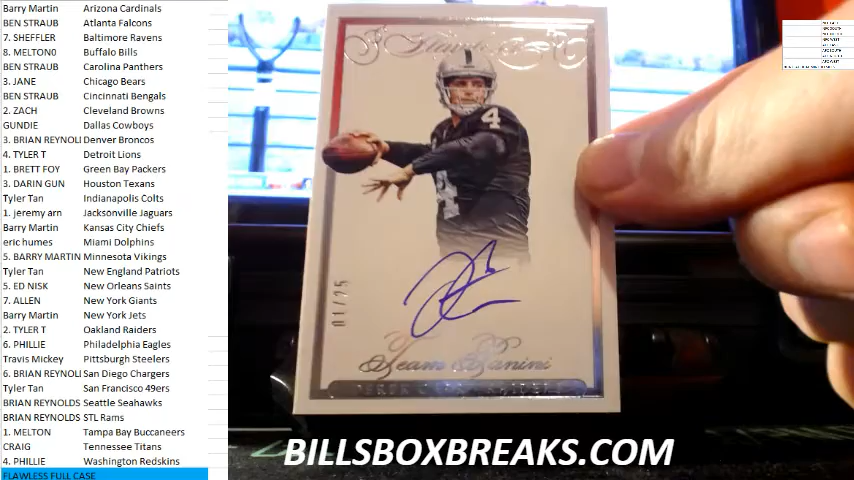 Barry Martin Arizona Cardinals
BEN STRAUB Atlanta Falcons
7. SHEFFLER Baltimore Ravens
8. MELTON0 Buffalo Bills
BEN STRAUB Carolina Panthers
3. JANE Chicago Bears
BEN STRAUB Cincinnati Bengals
2. ZACH Cleveland Browns
GUNDIE Dallas Cowboys
3. BRIAN REYNOLI Denver Broncos
4. TYLER T Detroit Lions
1. BRETT FOY Green Bay Packers
3. DARIN GUN Houston Texans
Tyler Tan Indianapolis Colts
1. jeremy arn Jacksonville Jaguars
Barry Martin Kansas City Chiefs
eric humes Miami Dolphins
5. BARRY MARTIN Minnesota Vikings
Tyler Tan New England Patriots
5. ED NISK New Orleans Saints
7. ALLEN New York Giants
Barry Martin New York Jets
2. TYLER T Oakland Raiders
6. PHILLIE Philadelphia Eagles
Travis Mickey Pittsburgh Steelers
6. BRIAN REYNOLI San Diego Chargers
Tyler Tan San Francisco 49ers
BRIAN REYNOLDS Seattle Seahawks
BRIAN REYNOLDS STL Rams
1. MELTON Tampa Bay Buccaneers
CRAIG Tennessee Titans
4. PHILLIE Washington Redskins
FLAWLESS FULL CASE
4
4
01/25
Team Panini
BILLSBOXBREAKS.COM